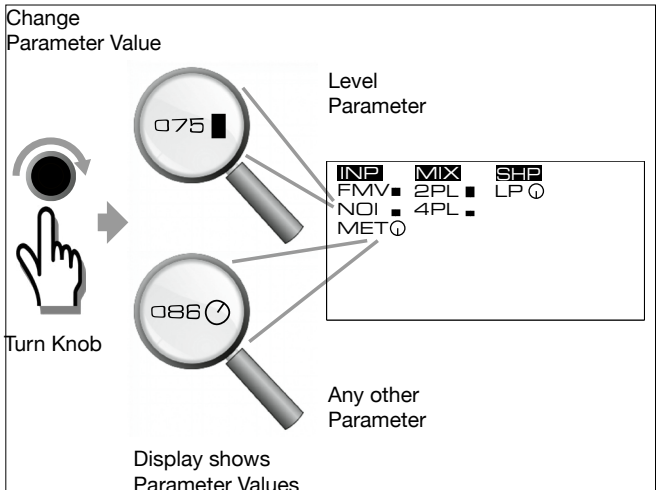 Change
Parameter Value
Level
Parameter
075
INP MIX SHP
FMV 2PL LP
NOI 4PL
MET
086
Turn Knob
Any other
Parameter
Display shows
Parameter Values